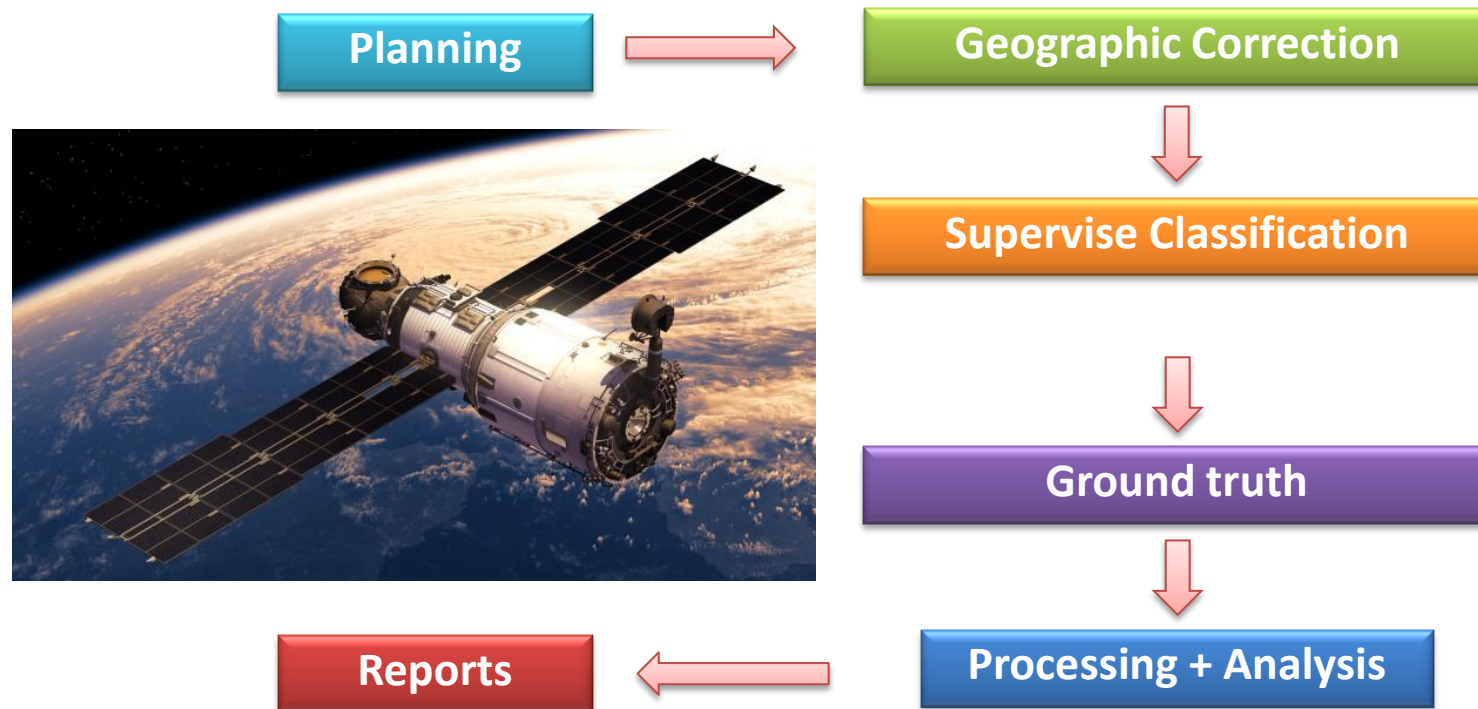 Planning
Geographic Correction
Supervise Classification
Ground truth
Processing + Analysis
Reports